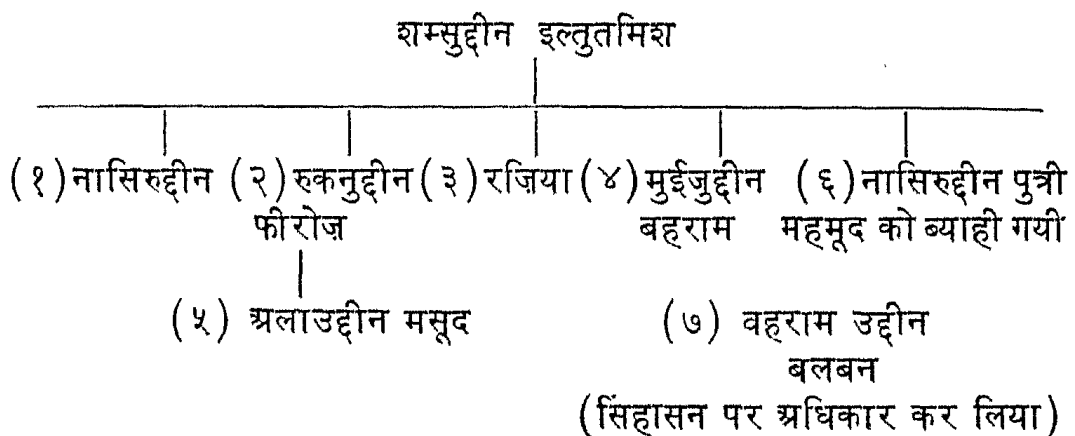 शम्सुद्दीन इल्तुतमिश
(१) नासिरुद्दीन (२) रुकनुद्दीन (३) रज़िया (४) मुईजुद्दीन (६) नासिरुद्दीन पुत्री
फीरोज़ बहराम महमूद को ब्याही गयीं
(५) अलाउद्दीन मसूद (७) वहराम उद्दीन
बलबन
(सिंहासन पर अधिकार कर लिया)